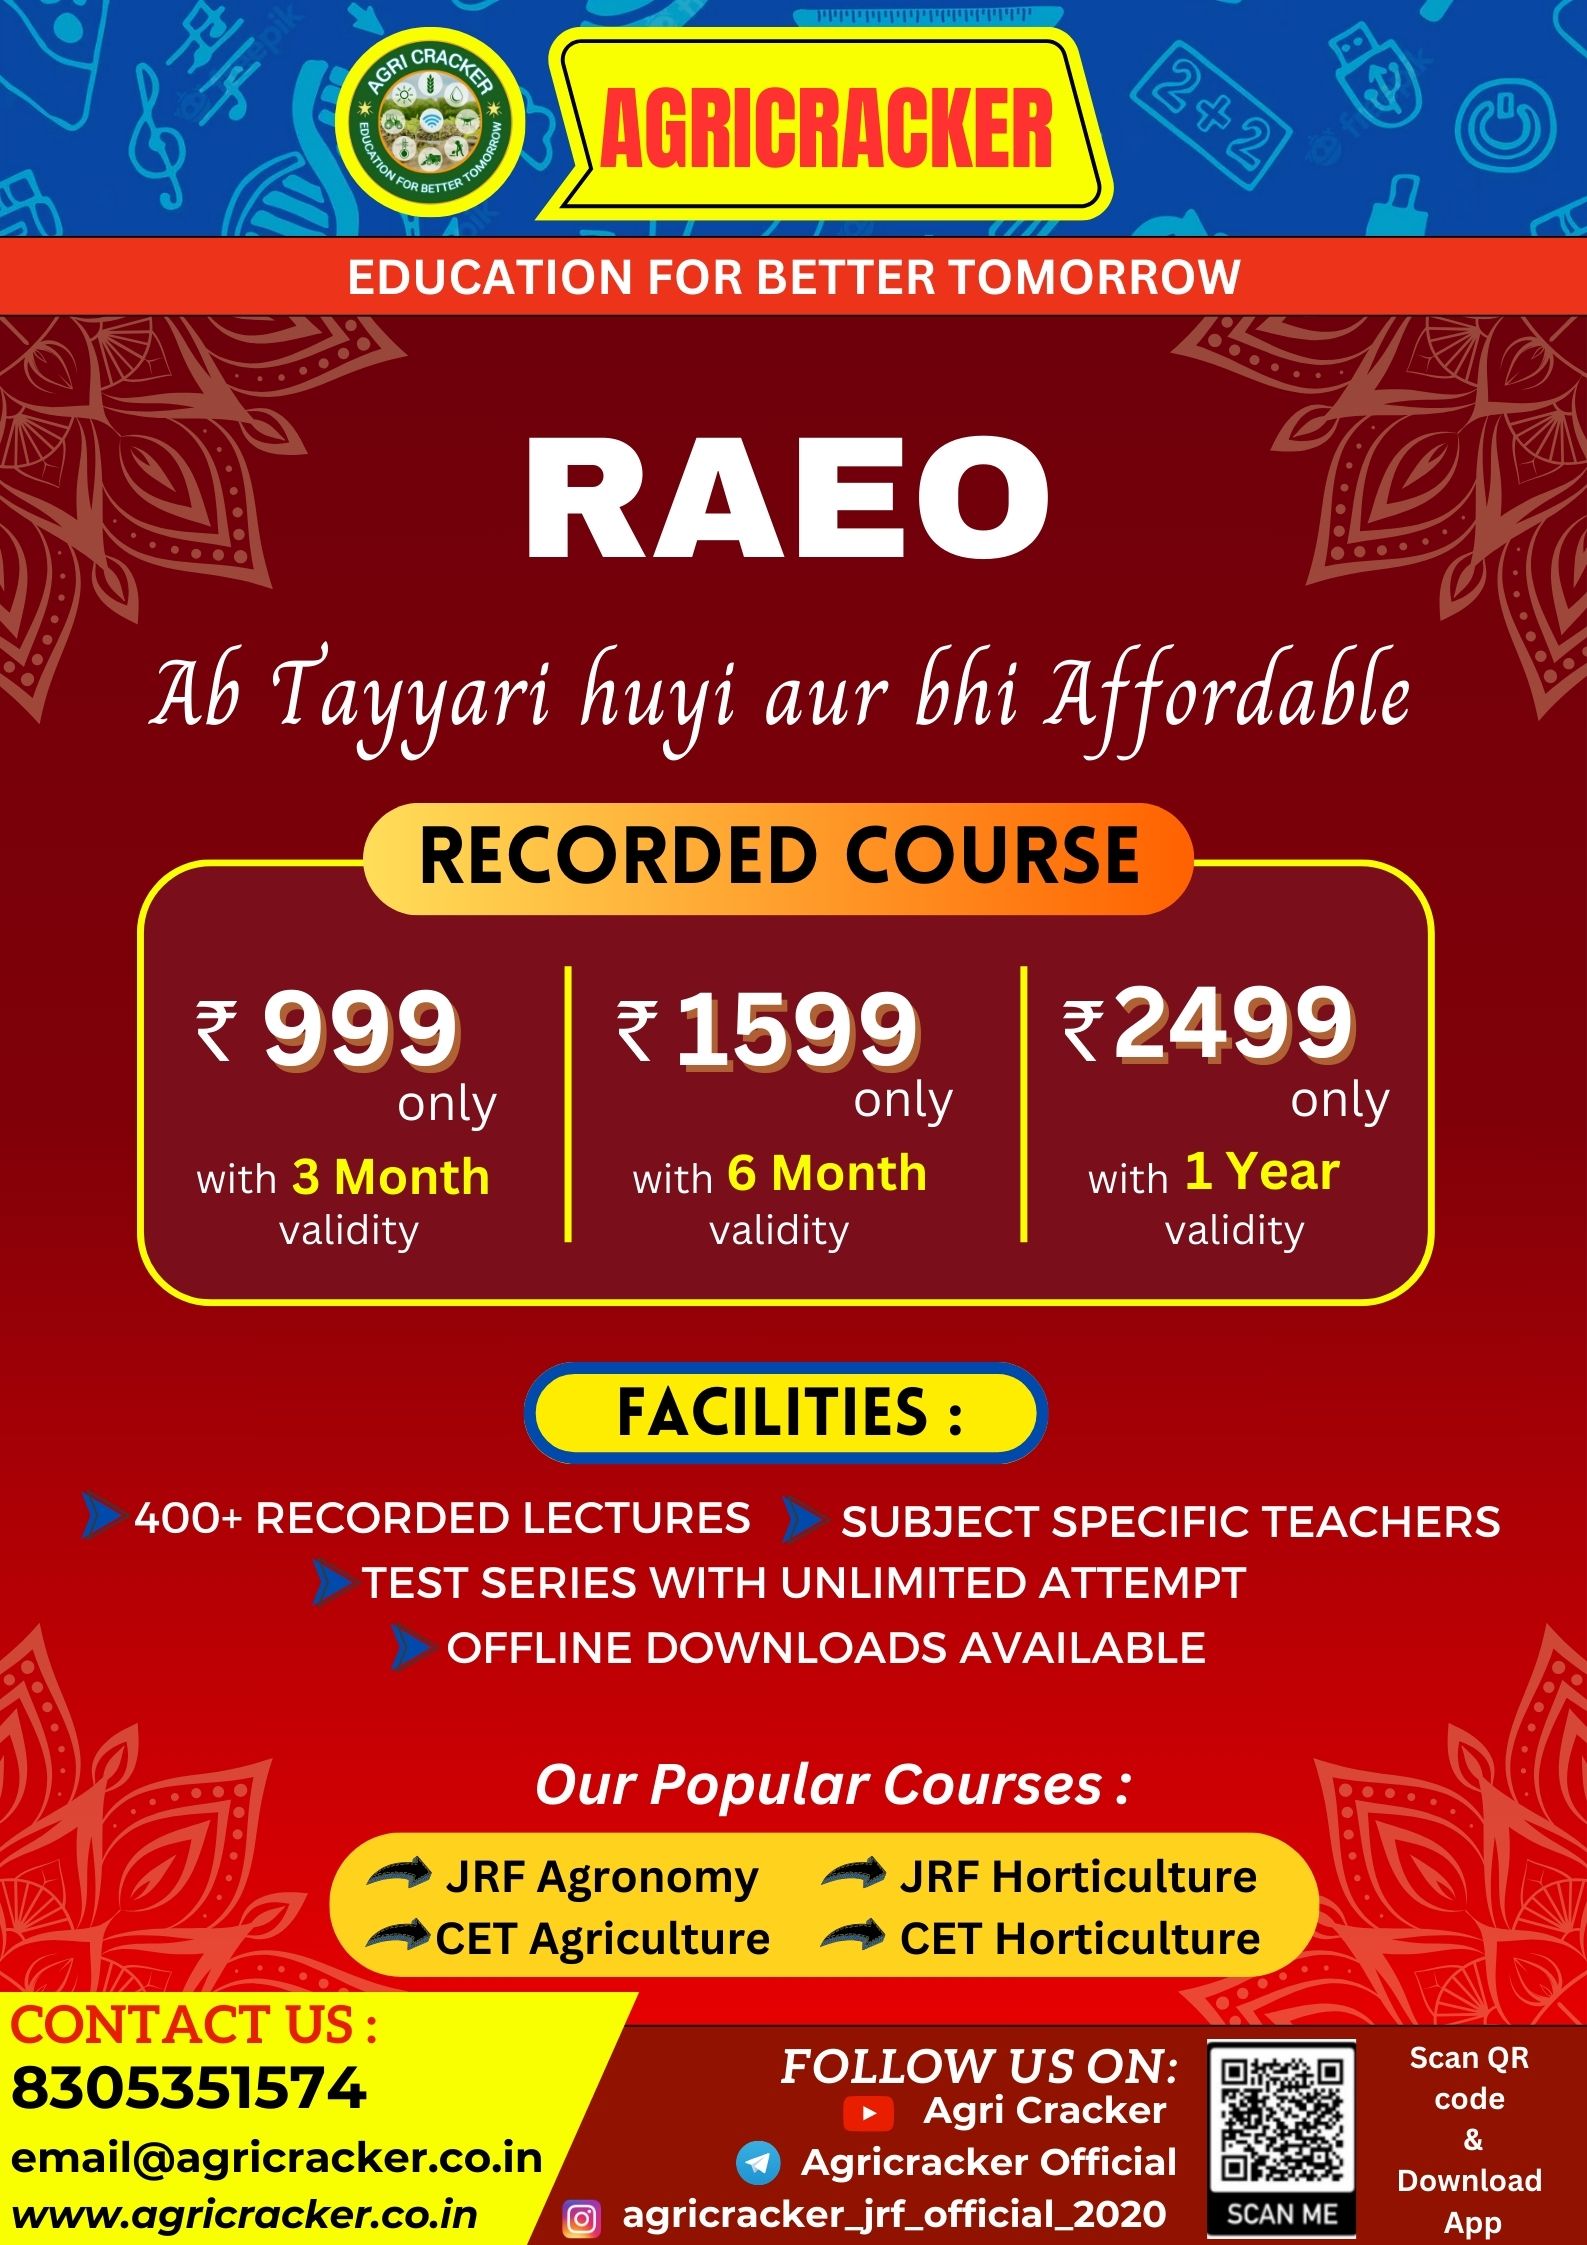 AGRI CRACKER
EDUCATION FOR BETTER TOMORROW
AGRICRACKER
2+2
EDUCATION FOR BETTER TOMORROW
RAEO
Ab Tayyari huyi aur bhi Affordable
RECORDED COURSE
₹ 999 only
with 3 Month
validity
₹ 1599 only
with 6 Month
validity
₹ 2499 only
with 1 Year
validity
FACILITIES :
400+ RECORDED LECTURES
SUBJECT SPECIFIC TEACHERS
TEST SERIES WITH UNLIMITED ATTEMPT
OFFLINE DOWNLOADS AVAILABLE
Our Popular Courses :
JRF Agronomy
JRF Horticulture
CET Agriculture
CET Horticulture
CONTACT US :
8305351574
email@agricracker.co.in
www.agricracker.co.in
FOLLOW US ON:
Agri Cracker
Agricracker Official
agricracker_jrf_official_2020
SCAN ME
Scan QR
code
&
Download
App